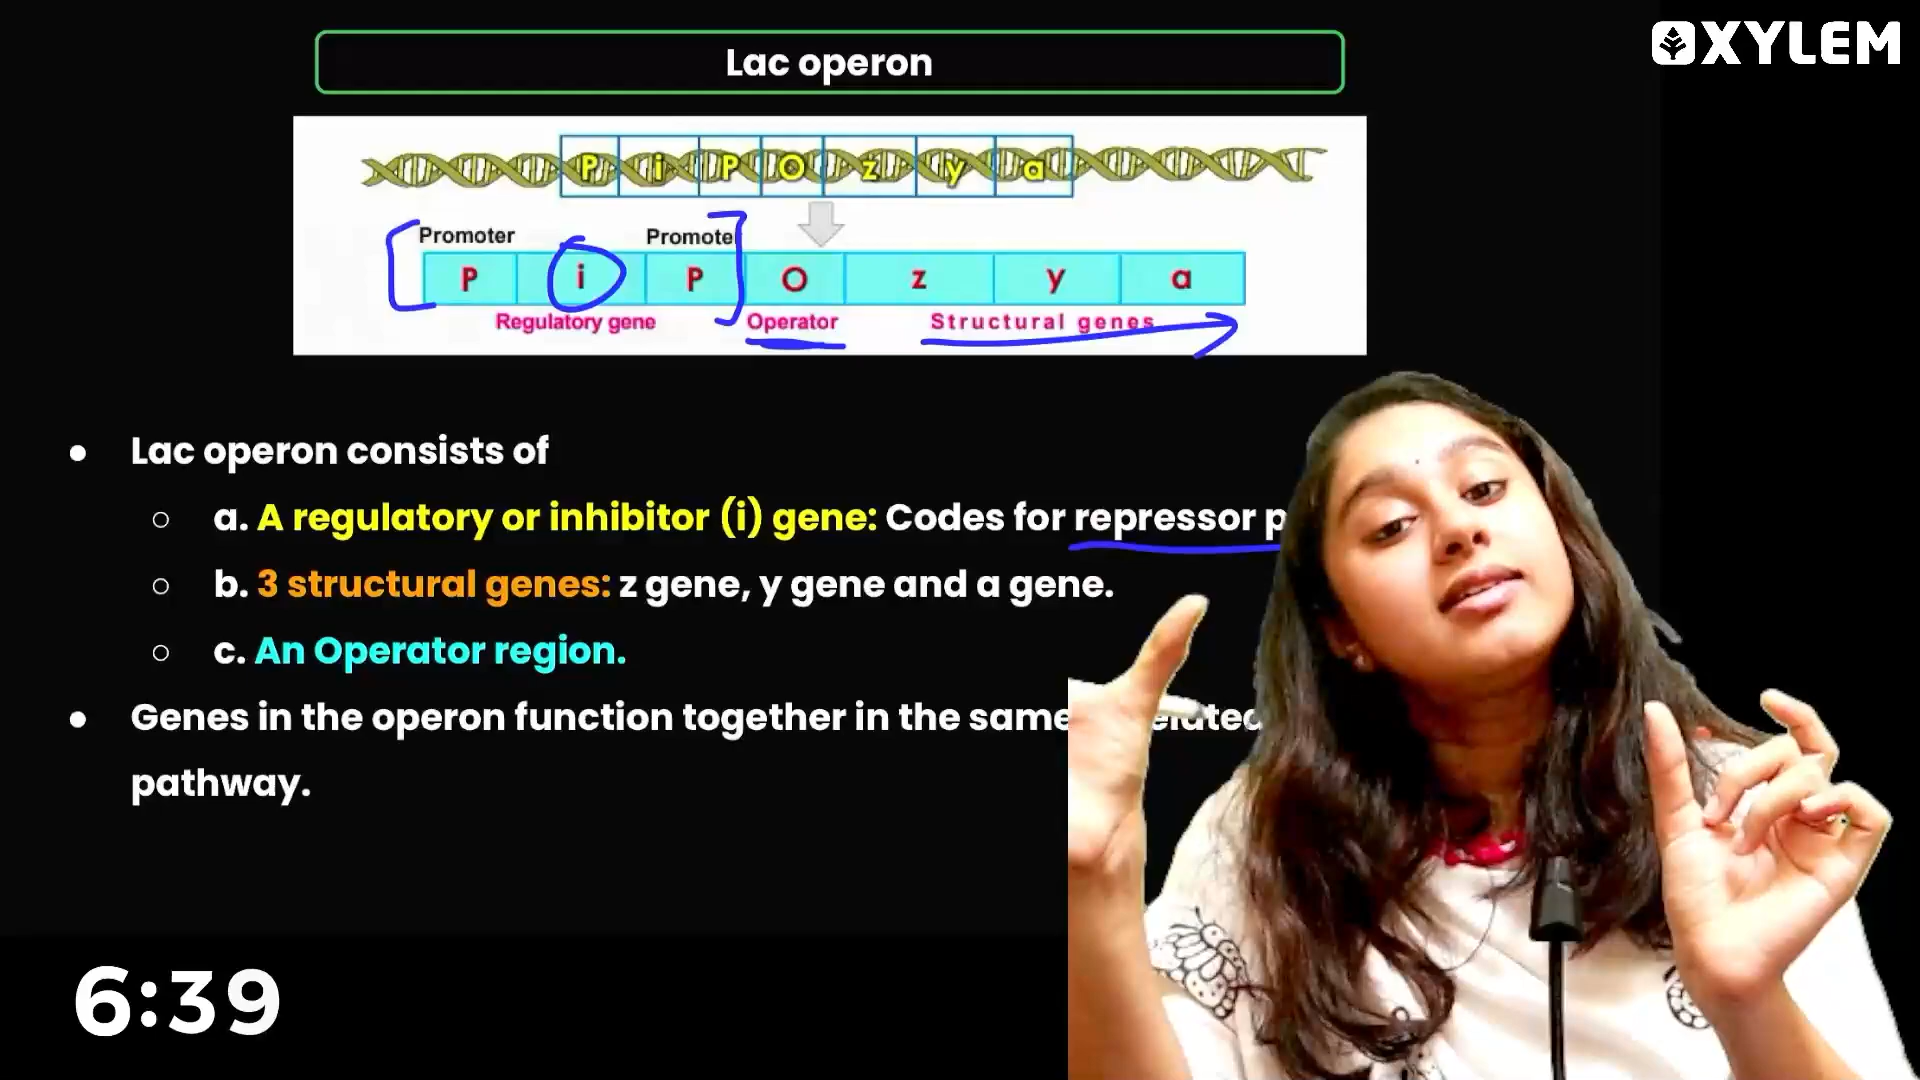 Lac operon
XYLEM
P i P O z y a
Promoter Promote
P i P O z y a
Regulatory gene Operator Structural genes
● Lac operon consists of
○ a. A regulatory or inhibitor (i) gene: Codes for repressor
○ b. 3 structural genes: z gene, y gene and a gene.
○ c. An Operator region.
● Genes in the operon function together in the same
pathway.
6:39